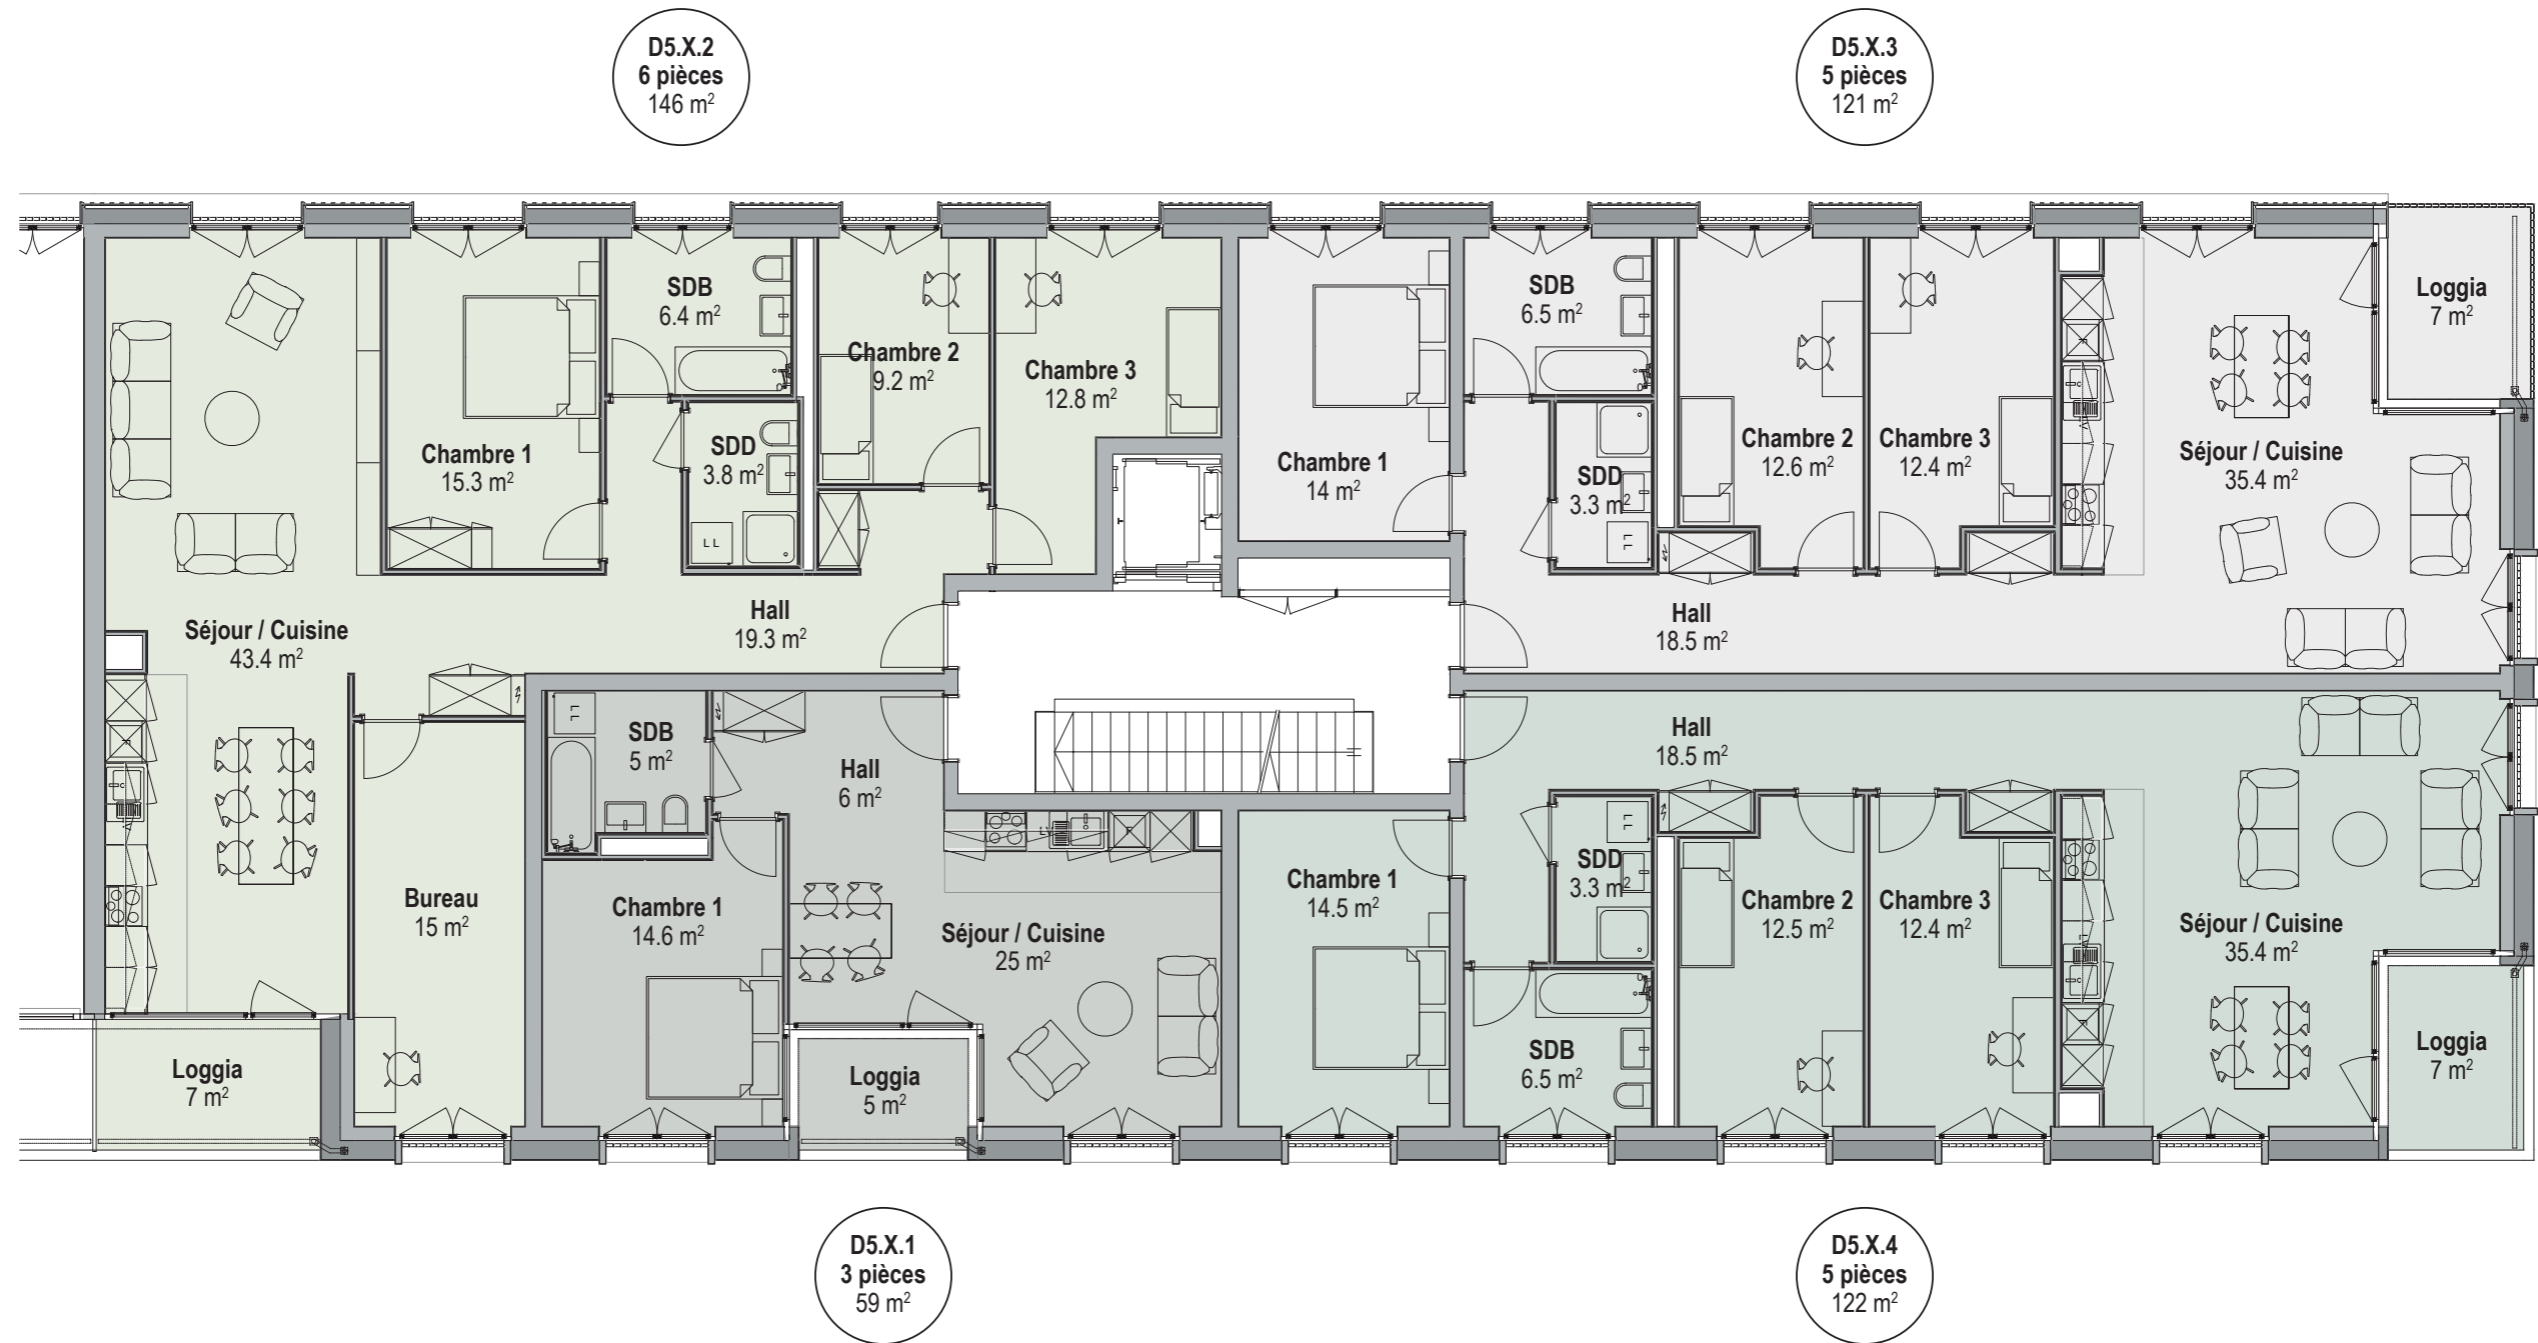 D5.X.2
6 pièces
146 m²
D5.X.3
5 pièces
121 m²
SDB
6.4 m²
Chambre 2
9.2 m²
Chambre 3
12.8 m²
Chambre 1
15.3 m²
SDD
3.8 m²
LL
Chambre 1
14 m²
SDB
6.5 m²
SDD
3.3 m²
LL
Chambre 2
12.6 m²
Chambre 3
12.4 m²
Séjour / Cuisine
35.4 m²
Loggia
7 m²
Hall
19.3 m²
Séjour / Cuisine
43.4 m²
Hall
18.5 m²
Bureau
15 m²
Loggia
7 m²
LL
SDB
5 m²
Hall
6 m²
Chambre 1
14.6 m²
Séjour / Cuisine
25 m²
Loggia
5 m²
Hall
18.5 m²
LL
SDD
3.3 m²
Chambre 1
14.5 m²
SDB
6.5 m²
Chambre 2
12.5 m²
Chambre 3
12.4 m²
Séjour / Cuisine
35.4 m²
Loggia
7 m²
D5.X.1
3 pièces
59 m²
D5.X.4
5 pièces
122 m²